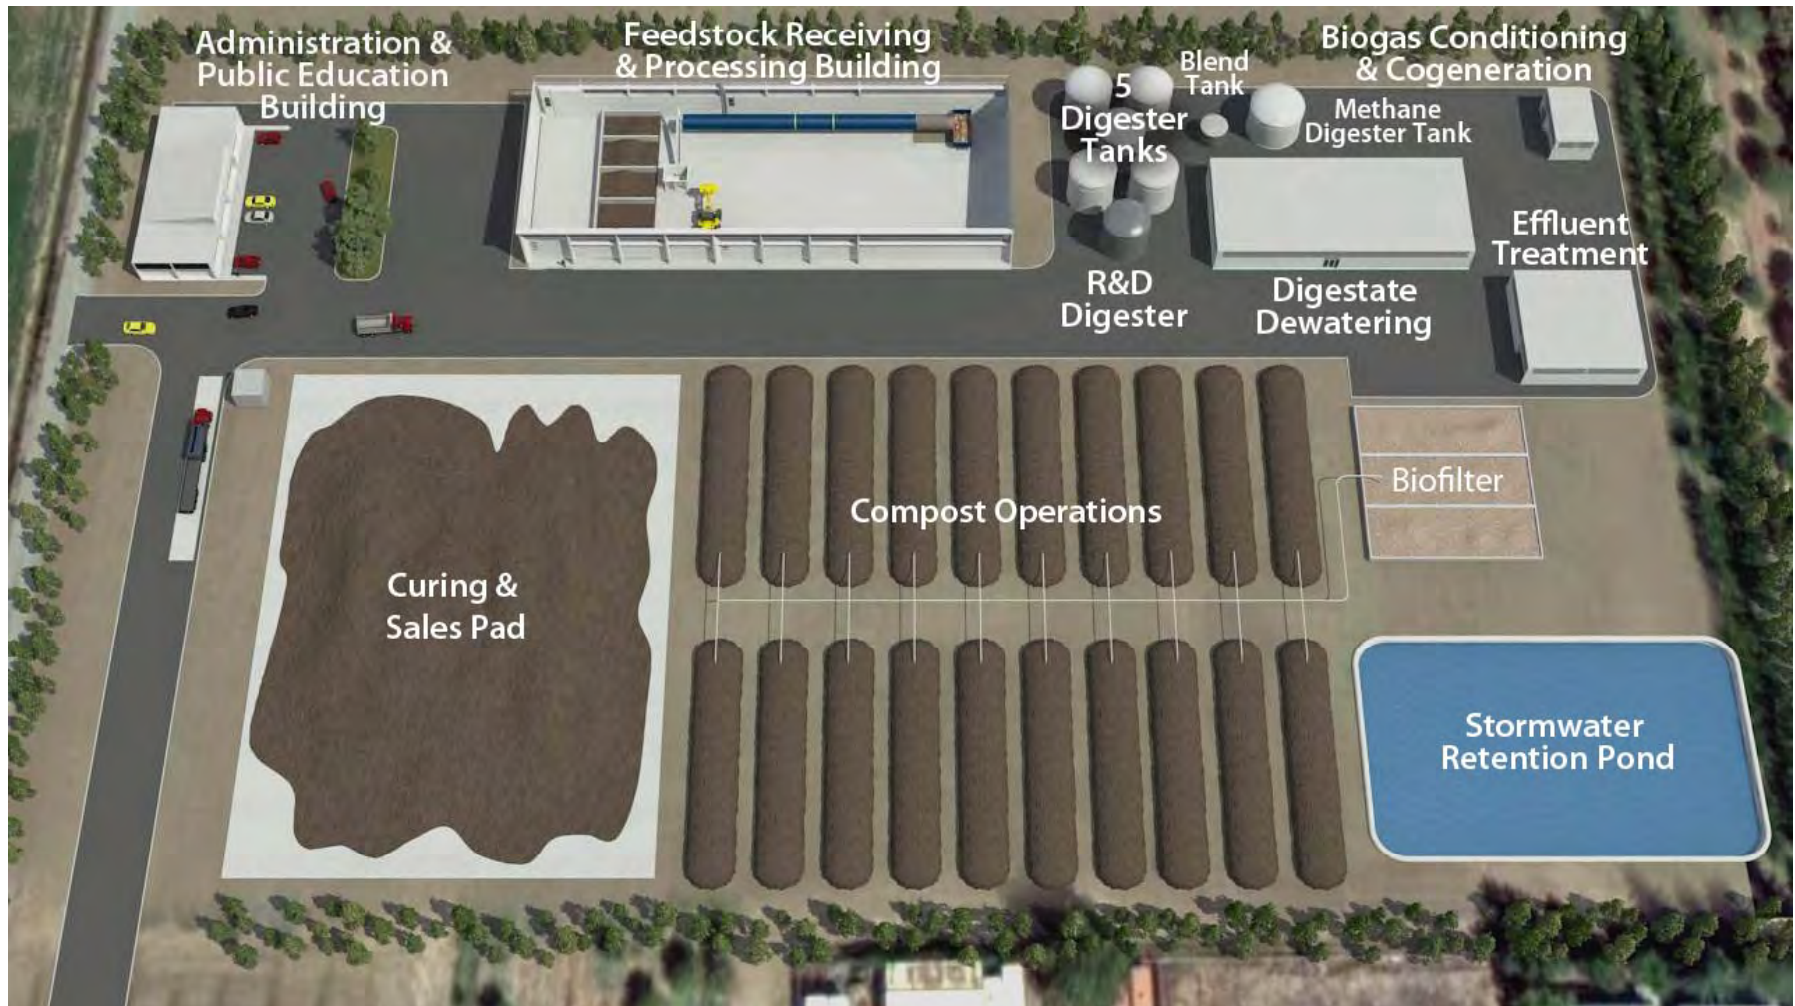 Administration &
Public Education
Building
Feedstock Receiving
& Processing Building
5
Digester
Tanks
Blend
Tank
Methane
Digester Tank
Biogas Conditioning
& Cogeneration
Effluent
Treatment
R&D
Digester
Digestate
Dewatering
Biofilter
Compost Operations
Curing &
Sales Pad
Stormwater
Retention Pond